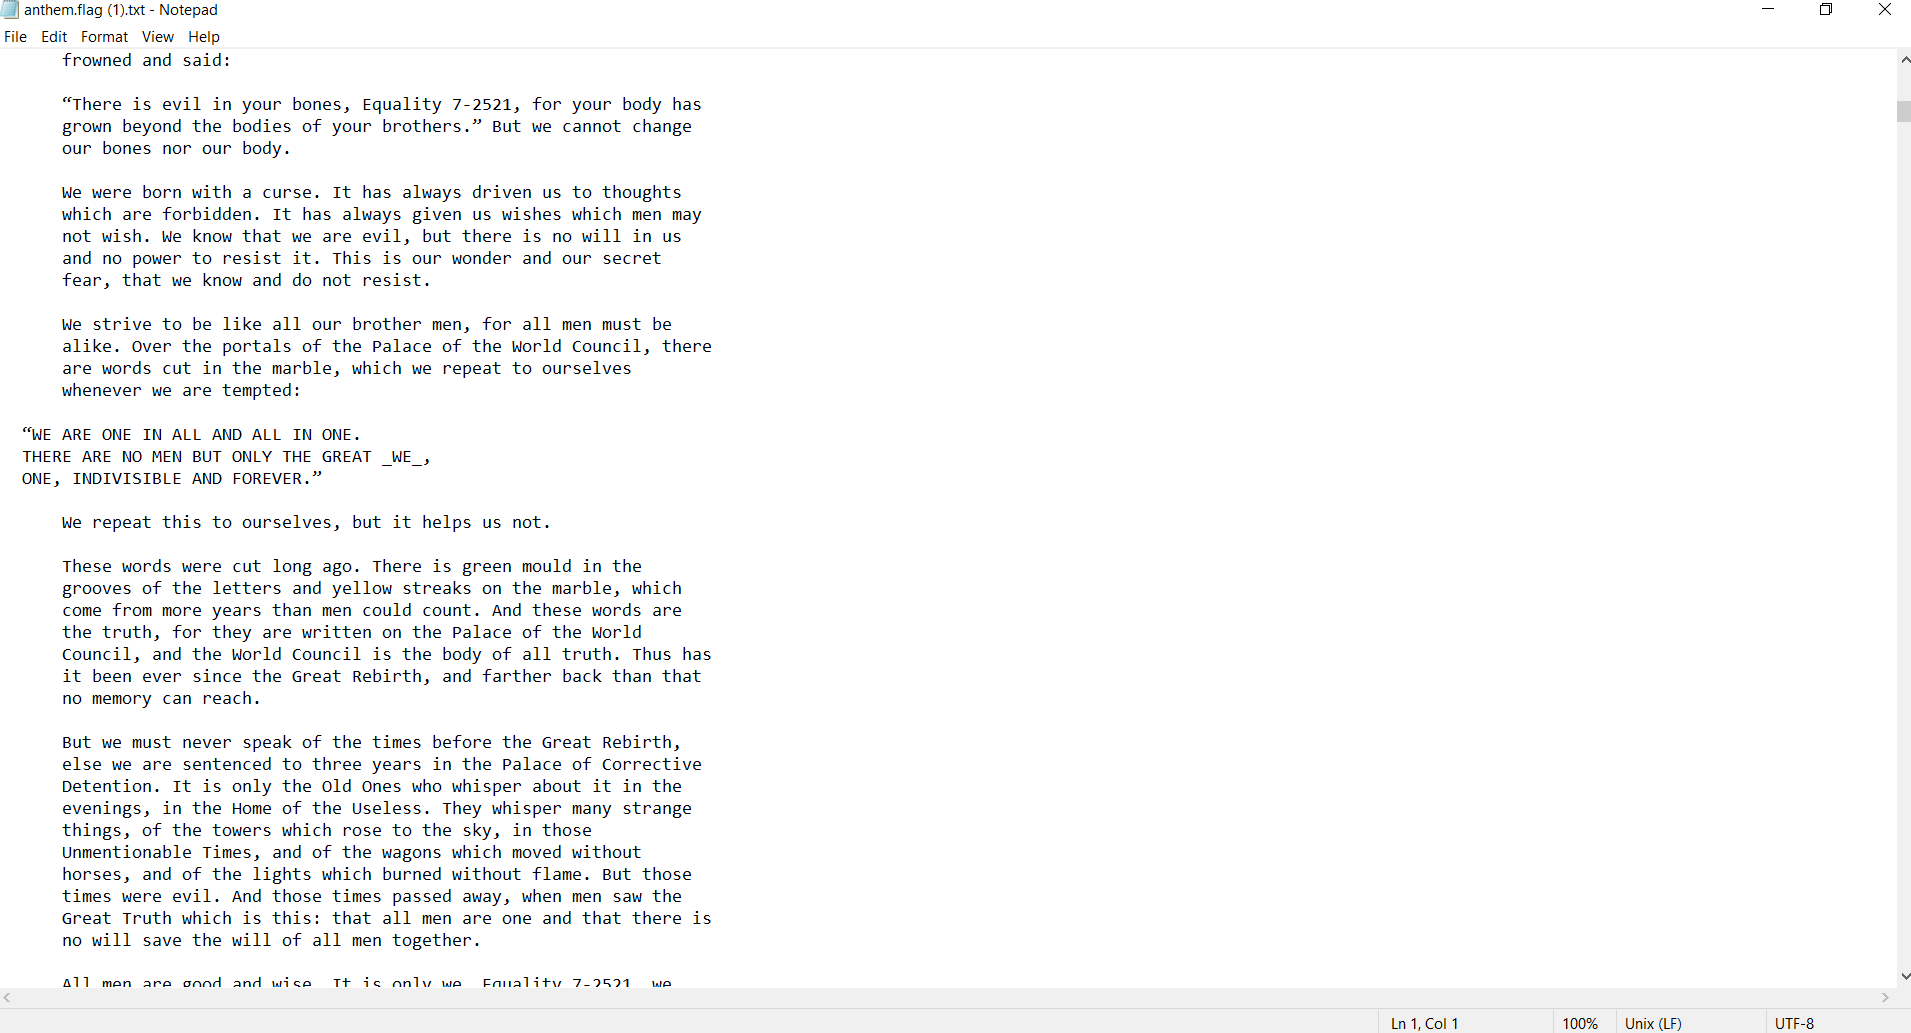 anthem.flag (1).txt - Notepad
File Edit Format View Help
frowned and said:
“There is evil in your bones, Equality 7-2521, for your body has
grown beyond the bodies of your brothers.” But we cannot change
our bones nor our body.
We were born with a curse. It has always driven us to thoughts
which are forbidden. It has always given us wishes which men may
not wish. We know that we are evil, but there is no will in us
and no power to resist it. This is our wonder and our secret
fear, that we know and do not resist.
We strive to be like all our brother men, for all men must be
alike. Over the portals of the Palace of the World Council, there
are words cut in the marble, which we repeat to ourselves
whenever we are tempted:
“WE ARE ONE IN ALL AND ALL IN ONE.
THERE ARE NO MEN BUT ONLY THE GREAT _WE_,
ONE, INDIVISIBLE AND FOREVER.”
We repeat this to ourselves, but it helps us not.
These words were cut long ago. There is green mould in the
grooves of the letters and yellow streaks on the marble, which
come from more years than men could count. And these words are
the truth, for they are written on the Palace of the World
Council, and the World Council is the body of all truth. Thus has
it been ever since the Great Rebirth, and farther back than that
no memory can reach.
But we must never speak of the times before the Great Rebirth,
else we are sentenced to three years in the Palace of Corrective
Detention. It is only the Old Ones who whisper about it in the
evenings, in the Home of the Useless. They whisper many strange
things, of the towers which rose to the sky, in those
Unmentionable Times, and of the wagons which moved without
horses, and of the lights which burned without flame. But those
times were evil. And those times passed away, when men saw the
Great Truth which is this: that all men are one and that there is
no will save the will of all men together.
All men are good and wise. It is only we, Equality 7-2521, we
Ln 1, Col 1 100% Unix (LF) UTF-8